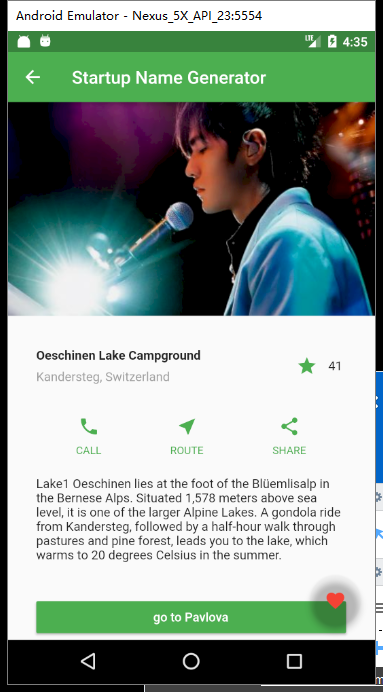 Android Emulator - Nexus_5X_API_23:5554
LTE 4:35
Startup Name Generator
Oeschinen Lake Campground
Kandersteg, Switzerland
41
CALL ROUTE SHARE
Lake1 Oeschinen lies at the foot of the Blüemlisalp in
the Bernese Alps. Situated 1,578 meters above sea
level, it is one of the larger Alpine Lakes. A gondola ride
from Kandersteg, followed by a half-hour walk through
pastures and pine forest, leads you to the lake, which
warms to 20 degrees Celsius in the summer.
go to Pavlova